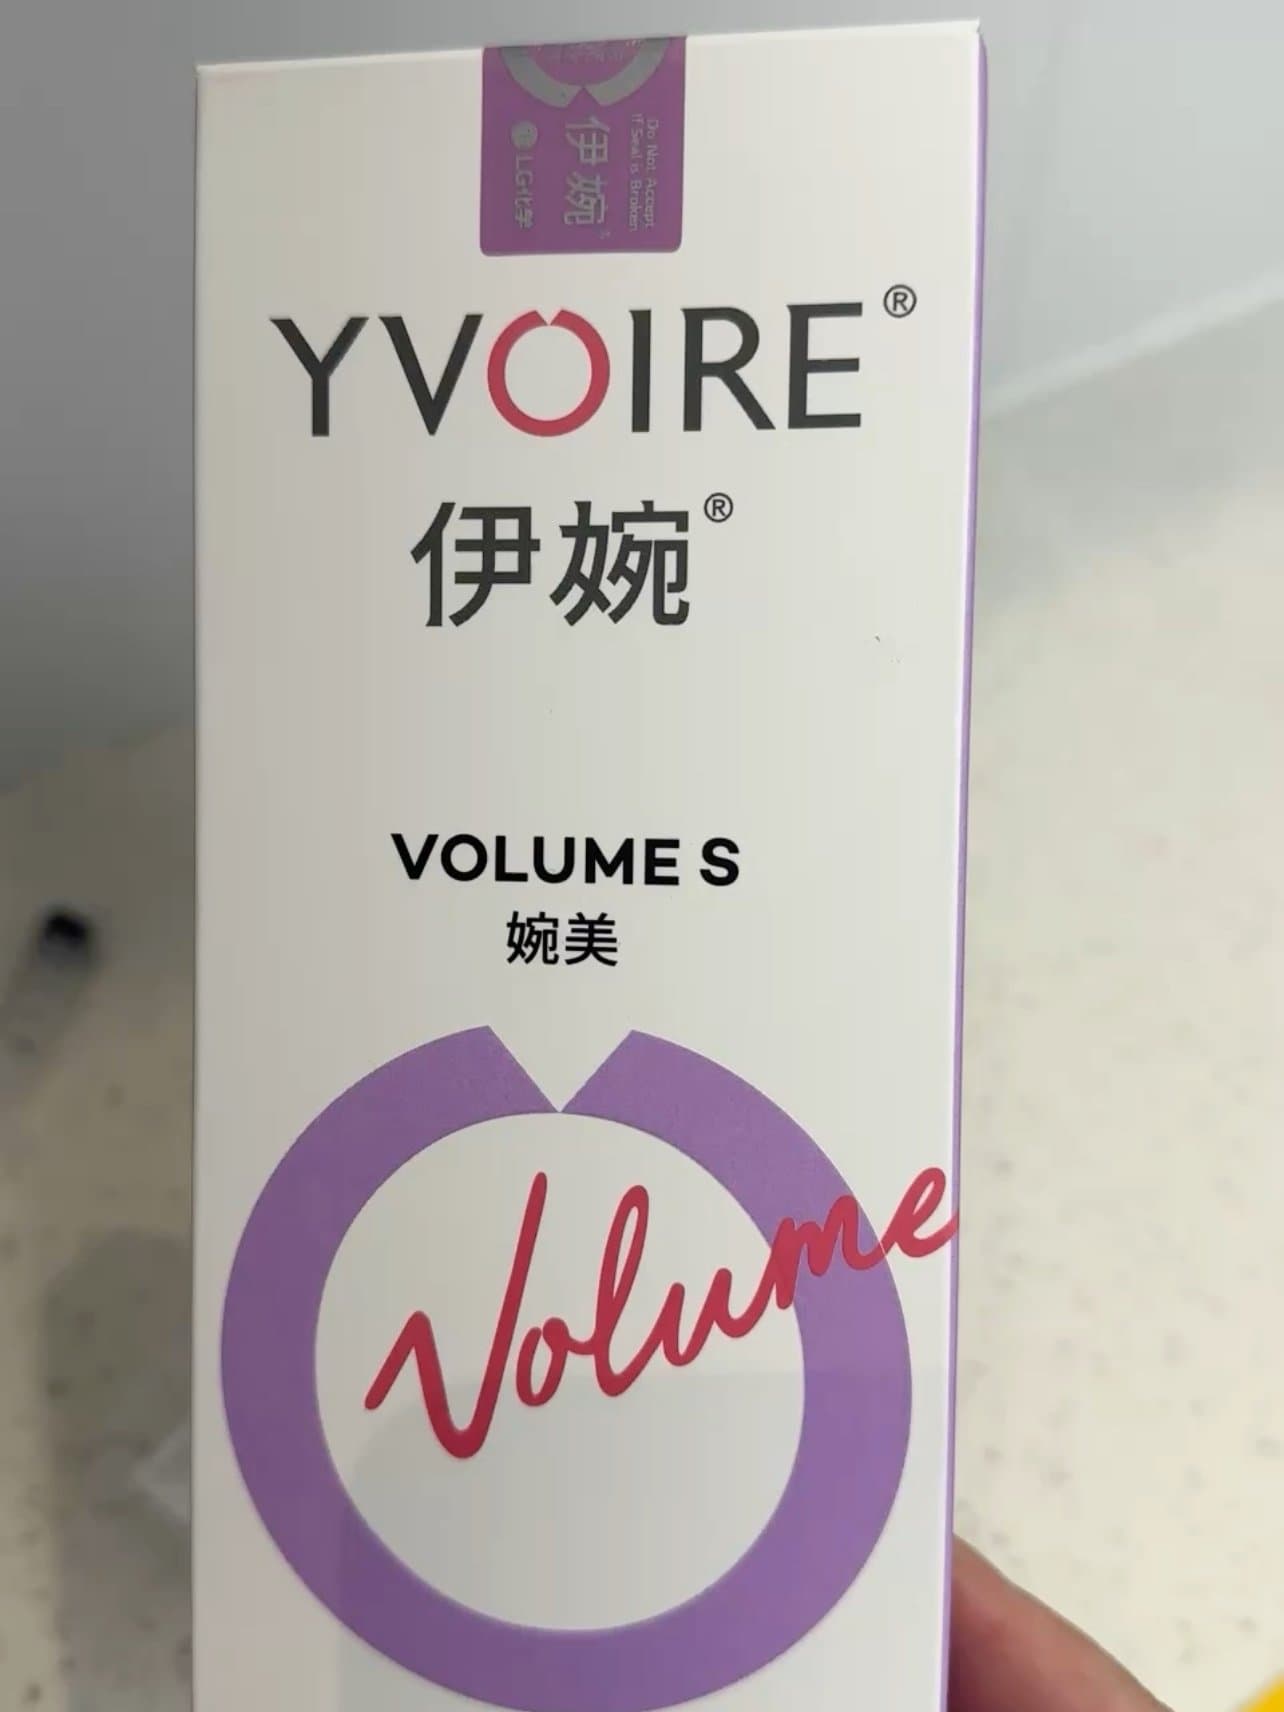 Do Not Accept
If Seal is Broken
伊婉
LG化学
YVOIRE®
伊婉®
VOLUME S
婉美
Volume